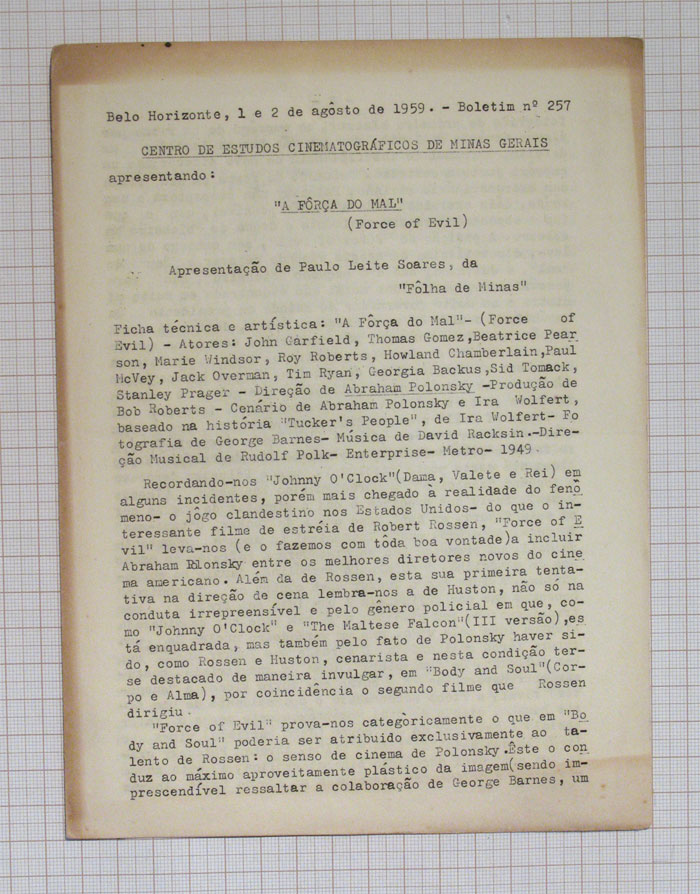 Belo Horizonte, 1 e 2 de agôsto de 1959. - Boletim nº 257
CENTRO DE ESTUDOS CINEMATOGRÁFICOS DE MINAS GERAIS
apresentando:
"A FÔRÇA DO MAL"
(Force of Evil)
Apresentação de Paulo Leite Soares, da
"Fôlha de Minas"
Ficha técnica e artística: "A Fôrça do Mal"- (Force of
Evil) - Atores: John Garfield, Thomas Gomez,Beatrice Pear
son, Marie Windsor, Roy Roberts, Howland Chamberlain,Paul
McVey, Jack Overman, Tim Ryan, Georgia Backus,Sid Tomack,
Stanley Prager - Direção de Abraham Polonsky -Produção de
Bob Roberts - Cenário de Abraham Polonsky e Ira Wolfert,
baseado na história "Tucker's People", de Ira Wolfert- Fo
tografia de George Barnes- Música de David Racksin.-Dire-
ção Musical de Rudolf Polk- Enterprise- Metro- 1949.
Recordando-nos "Johnny O'Clock"(Dama, Valete e Rei) em
alguns incidentes, porém mais chegado à realidade do fenô
meno- o jôgo clandestino nos Estados Unidos- do que o in-
teressante filme de estréia de Robert Rossen, "Force of E
vil" leva-nos (e o fazemos com tôda boa vontade)a incluir
Abraham Polonsky entre os melhores diretores novos do cine
ma americano. Além da de Rossen, esta sua primeira tenta-
tiva na direção de cena lembra-nos a de Huston, não só na
conduta irrepreensível e pelo gênero policial em que, co-
mo "Johnny O'Clock" e "The Maltese Falcon"(III versão),es
tá enquadrada, mas também pelo fato de Polonsky haver si-
do, como Rossen e Huston, cenarista e nesta condição ter-
se destacado de maneira invulgar, em "Body and Soul"(Cor-
po e Alma), por coincidência o segundo filme que Rossen
dirigiu.
"Force of Evil" prova-nos categòricamente o que em "Bo
dy and Soul" poderia ser atribuido exclusivamente ao ta-
lento de Rossen: o senso de cinema de Polonsky.Êste o con
duz ao máximo aproveitamente plástico da imagem(sendo im-
prescendível ressaltar a colaboração de George Barnes, um